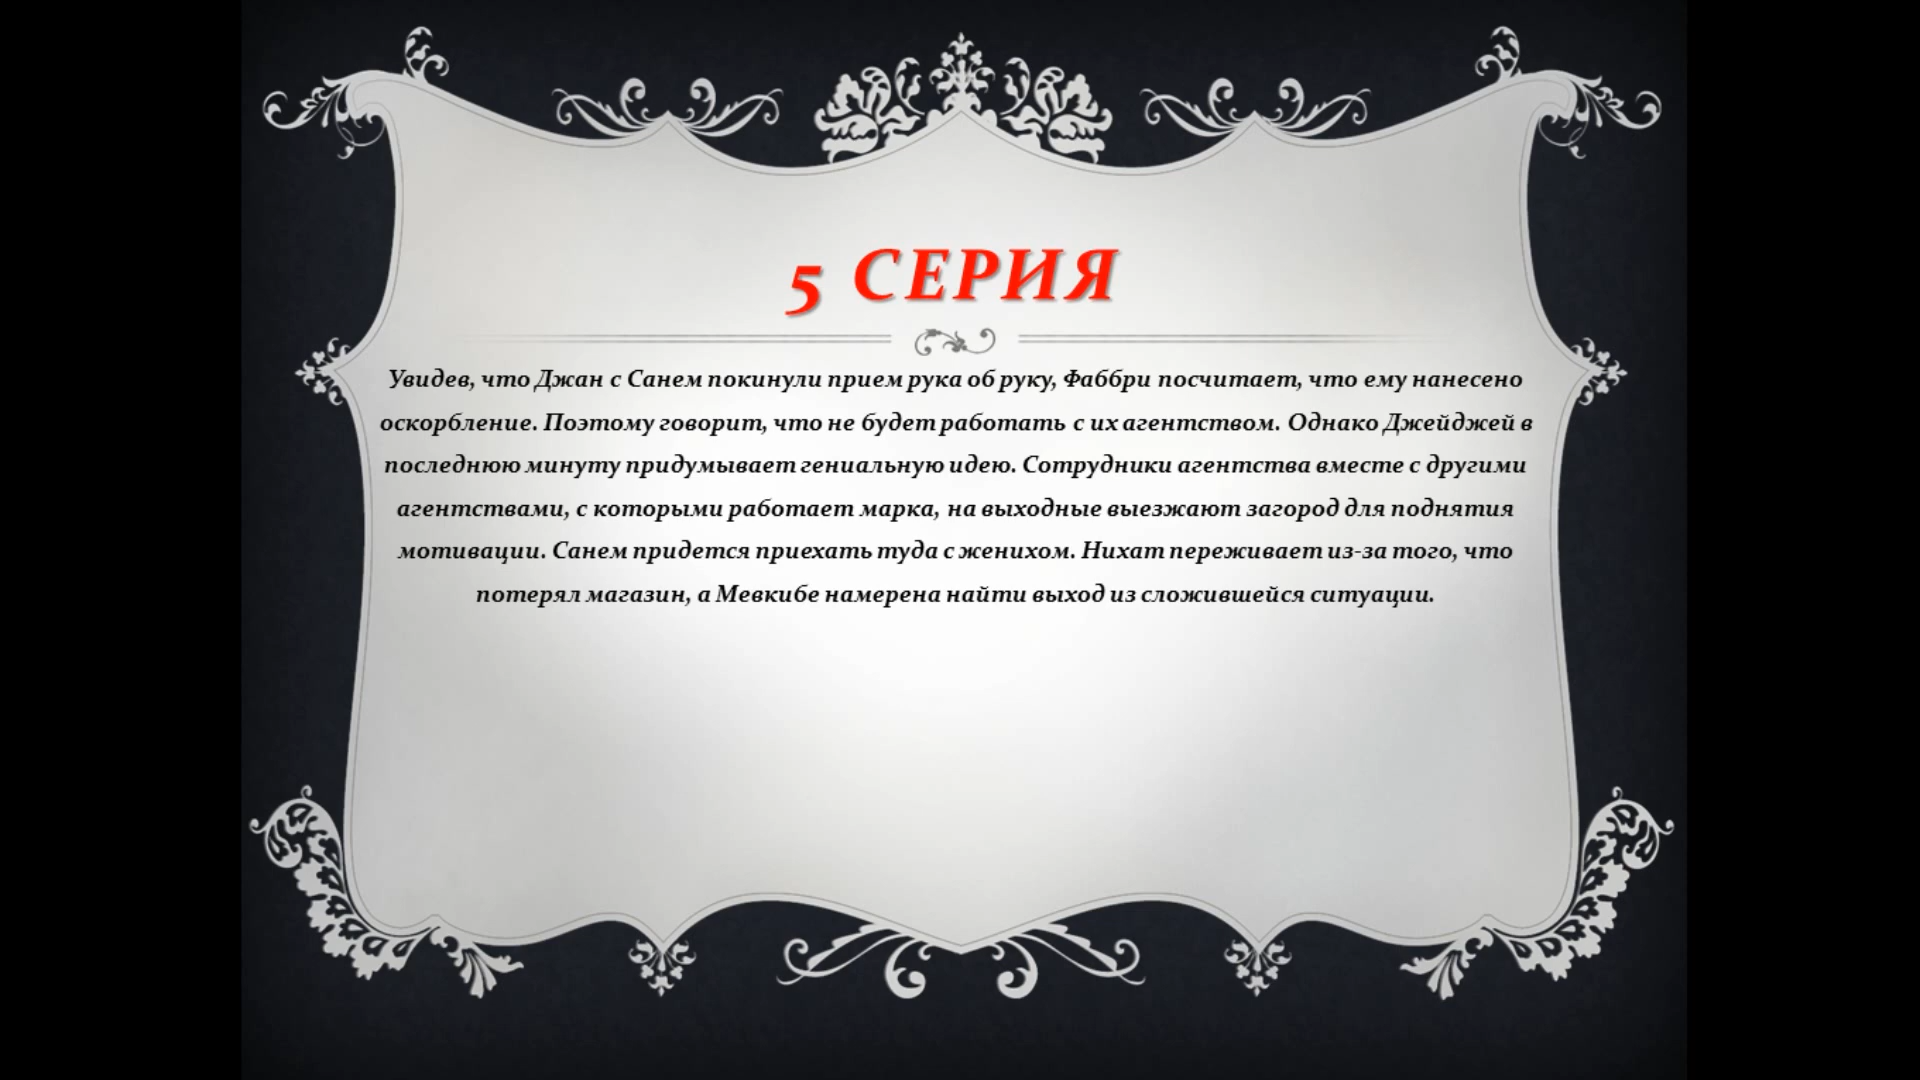 5 СЕРИЯ
Увидев, что Джан с Санем покинули прием рука об руку, Фаббри посчитает, что ему нанесено
оскорбление. Поэтому говорит, что не будет работать с их агентством. Однако Джейджей в
последнюю минуту придумывает гениальную идею. Сотрудники агентства вместе с другими
агентствами, с которыми работает марка, на выходные выезжают загород для поднятия
мотивации. Санем придется приехать туда с женихом. Нихат переживает из-за того, что
потерял магазин, а Мевкибе намерена найти выход из сложившейся ситуации.